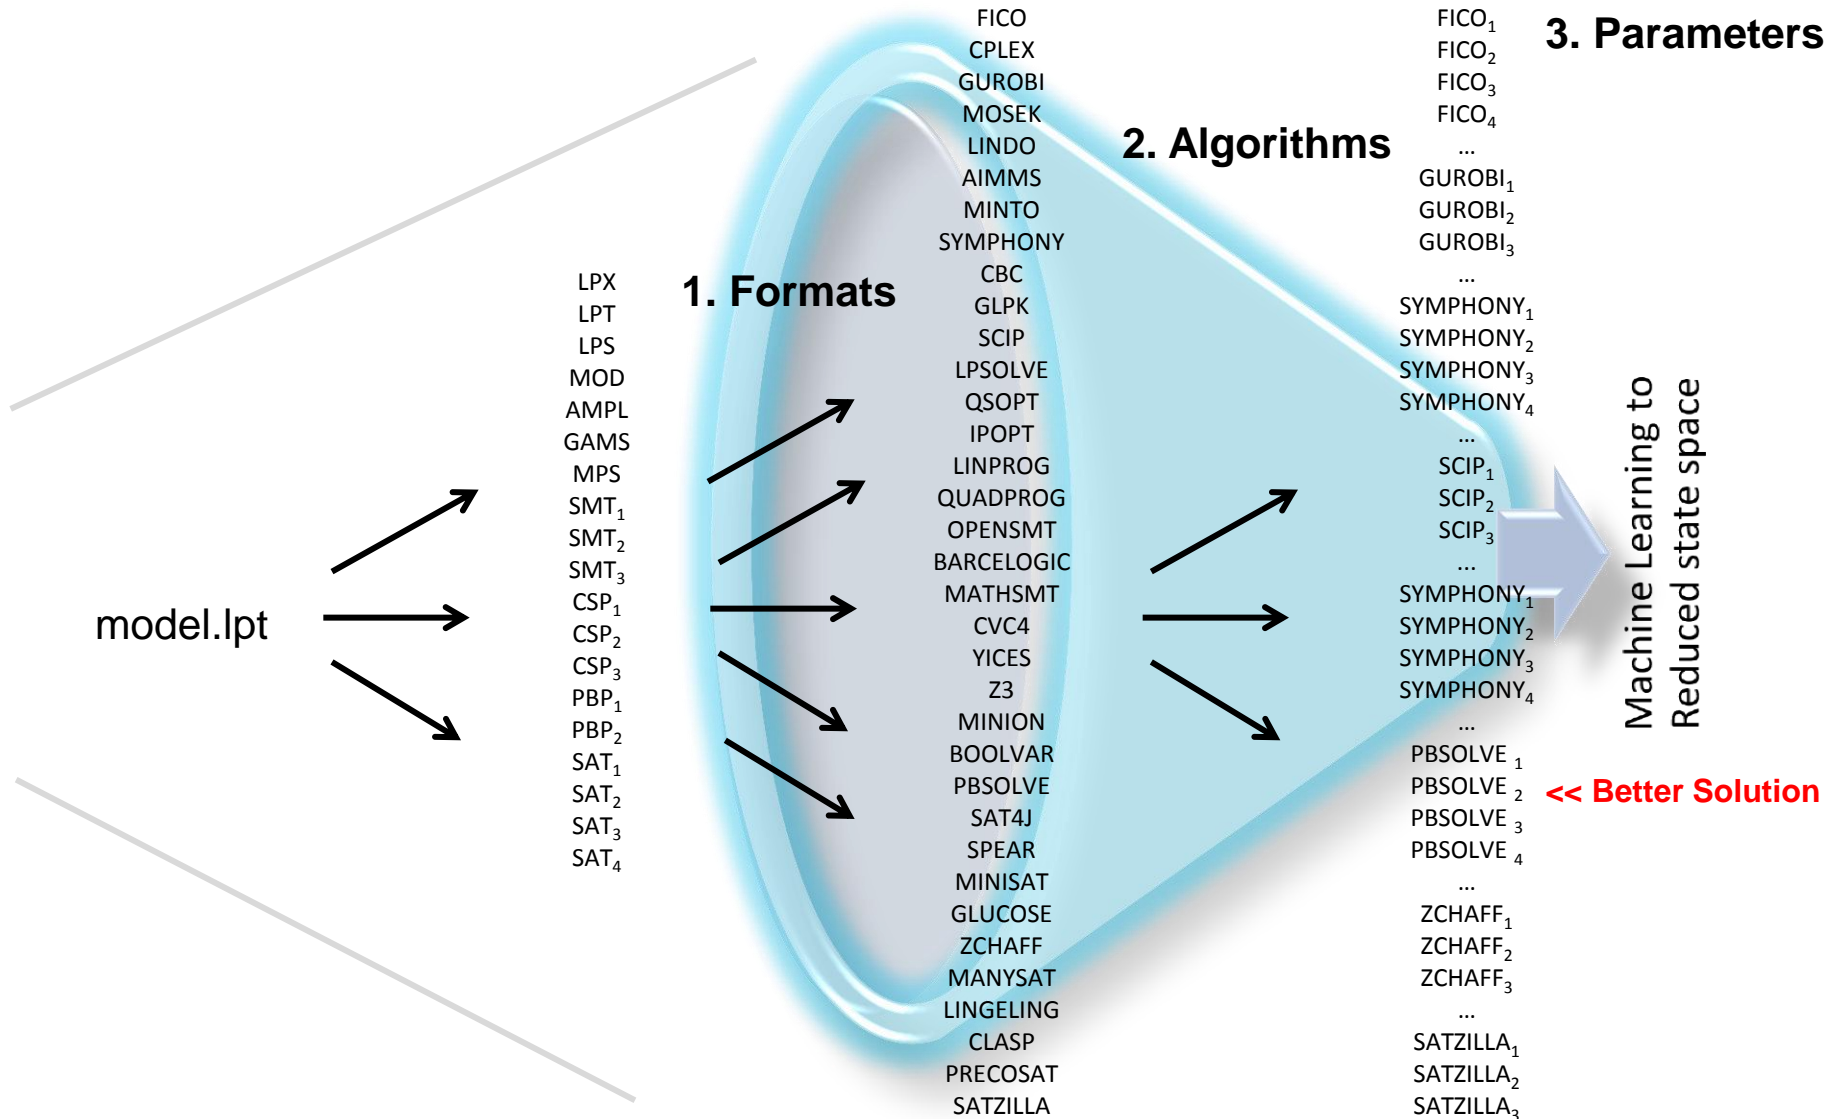 model.lpt
1. Formats
LPX
LPT
LPS
MOD
AMPL
GAMS
MPS
SMT₁
SMT₂
SMT₃
CSP₁
CSP₂
CSP₃
PBP₁
PBP₂
SAT₁
SAT₂
SAT₃
SAT₄
2. Algorithms
FICO
CPLEX
GUROBI
MOSEK
LINDO
AIMMS
MINTO
SYMPHONY
CBC
GLPK
SCIP
LPSOLVE
QSOPT
IPOPT
LINPROG
QUADPROG
OPENSMT
BARCELOGIC
MATHSMT
CVC4
YICES
Z3
MINION
BOOLVAR
PBSOLVE
SAT4J
SPEAR
MINISAT
GLUCOSE
ZCHAFF
MANYSAT
LINGELING
CLASP
PRECOSAT
SATZILLA
3. Parameters
FICO₁
FICO₂
FICO₃
FICO₄
...
GUROBI₁
GUROBI₂
GUROBI₃
...
SYMPHONY₁
SYMPHONY₂
SYMPHONY₃
SYMPHONY₄
...
SCIP₁
SCIP₂
SCIP₃
...
SYMPHONY₁
SYMPHONY₂
SYMPHONY₃
SYMPHONY₄
...
PBSOLVE ₁
PBSOLVE ₂
<< Better Solution
PBSOLVE ₃
PBSOLVE ₄
...
ZCHAFF₁
ZCHAFF₂
ZCHAFF₃
...
SATZILLA₁
SATZILLA₂
SATZILLA₃
Machine Learning to
Reduced state space